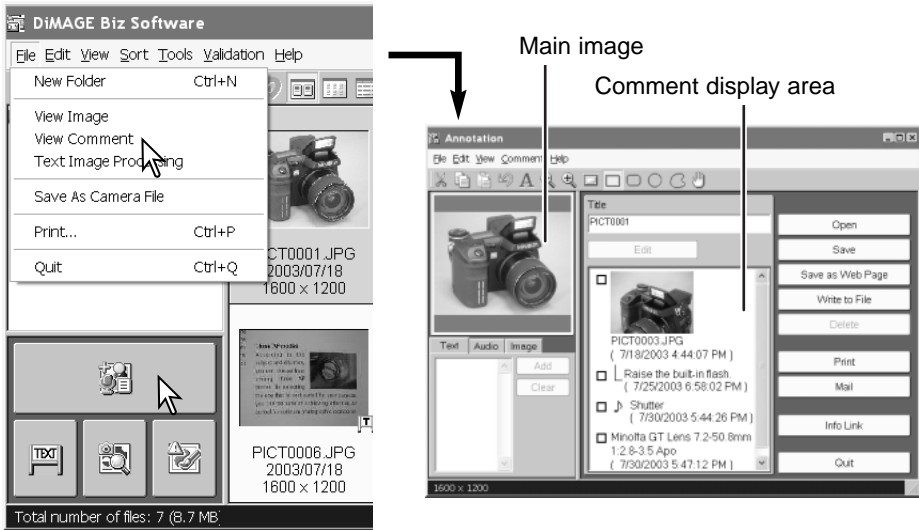 DiMAGE Biz Software
File Edit View Sort Tools Validation Help
New Folder Ctrl+N
View Image
View Comment
Text Image Processing
Save As Camera File
Print... Ctrl+P
Quit Ctrl+Q
CT0001.JPG
2003/07/18
1600 × 1200
TEXT
T
PICT0006.JPG
2003/07/18
1600 × 1200
Total number of files: 7 (8.7 MB)
Main image
Comment display area
Annotation
File Edit View Comment Help
A
Title
PICT0001
Edit
PICT0003.JPG
( 7/18/2003 4:44:07 PM )
Raise the built-in flash.
( 7/25/2003 6:58:02 PM )
Shutter
( 7/30/2003 5:44:26 PM )
Minolta GT Lens 7.2-50.8mm
1:2.8-3.5 Apo
( 7/30/2003 5:47:12 PM )
Text Audio Image
Add
Clear
Open
Save
Save as Web Page
Write to File
Delete
Print
Mail
Info Link
Quit
1600 × 1200